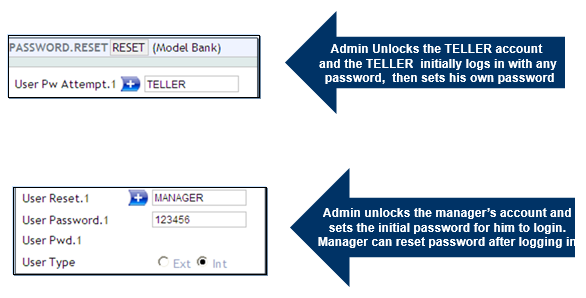 PASSWORD.RESET RESET (Model Bank)
User Pw Attempt.1 TELLER
Admin Unlocks the TELLER account
and the TELLER initially logs in with any
password, then sets his own password
User Reset.1 MANAGER
User Password.1 123456
User Pwd.1
User Type Ext Int
Admin unlocks the manager's account and
sets the initial password for him to login.
Manager can reset password after logging in